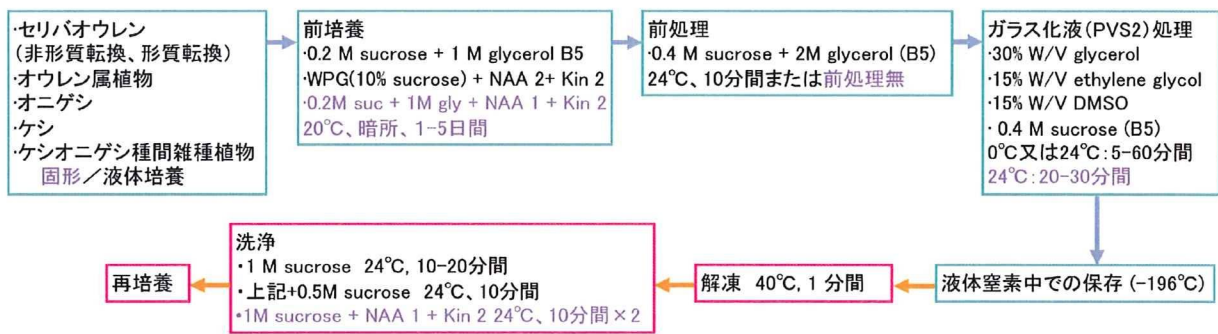 ・セリバオウレン
(非形質転換、形質転換)
・オウレン属植物
・オニゲシ
・ケシ
・ケシオニゲシ種間雑種植物
固形／液体培養
前培養
・0.2 M sucrose + 1 M glycerol B5
・WPG(10% sucrose) + NAA 2+ Kin 2
・0.2M suc + 1M gly + NAA 1 + Kin 2
20℃、暗所、1-5日間
前処理
・0.4 M sucrose + 2M glycerol (B5)
24℃、10分間または前処理無
ガラス化液(PVS2)処理
・30% W/V glycerol
・15% W/V ethylene glycol
・15% W/V DMSO
・0.4 M sucrose (B5)
0℃又は24℃:5-60分間
24℃:20-30分間
液体窒素中での保存 (-196℃)
解凍 40℃, 1 分間
洗浄
・1 M sucrose 24℃, 10-20分間
・上記+0.5M sucrose 24℃、10分間
•1M sucrose + NAA 1 + Kin 2 24℃、10分間×2
再培養